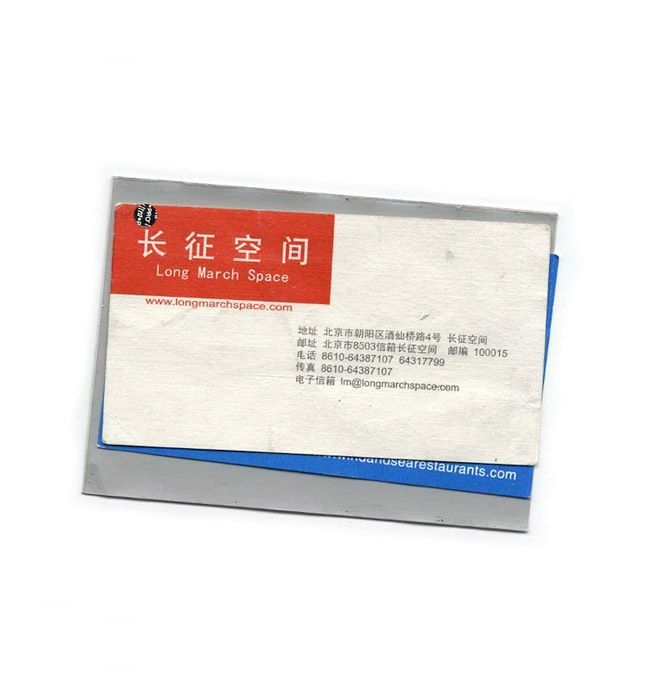 长征空间
Long March Space
www.longmarchspace.com
地址 北京市朝阳区酒仙桥路4号 长征空间
邮址 北京市8503信箱长征空间 邮编 100015
电话 8610-64387107 64317799
传真 8610-64387107
电子信箱 lm@longmarchspace.com
windandsearestaurants.com